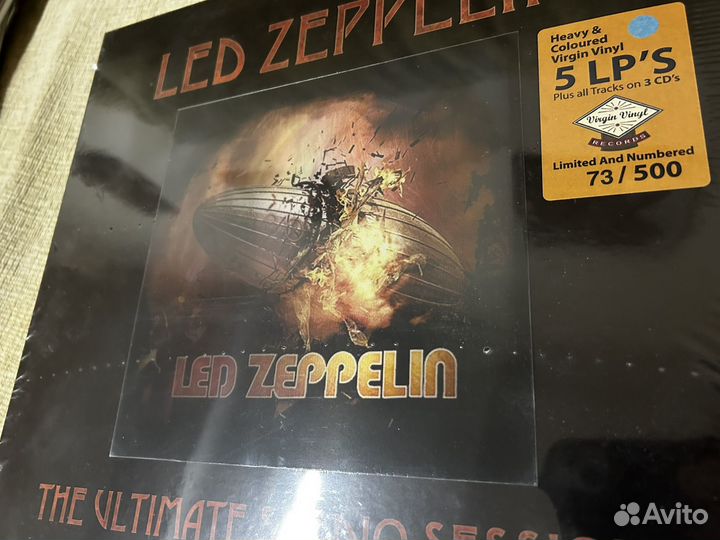 LED ZEPPELIN
Heavy &
Coloured
Virgin Vinyl
5 LP'S
Plus all Tracks on 3 CD's
Virgin Vinyl
RECORDS
Limited And Numbered
73 / 500
LED ZEPPELIN
THE ULTIMATE
Avito